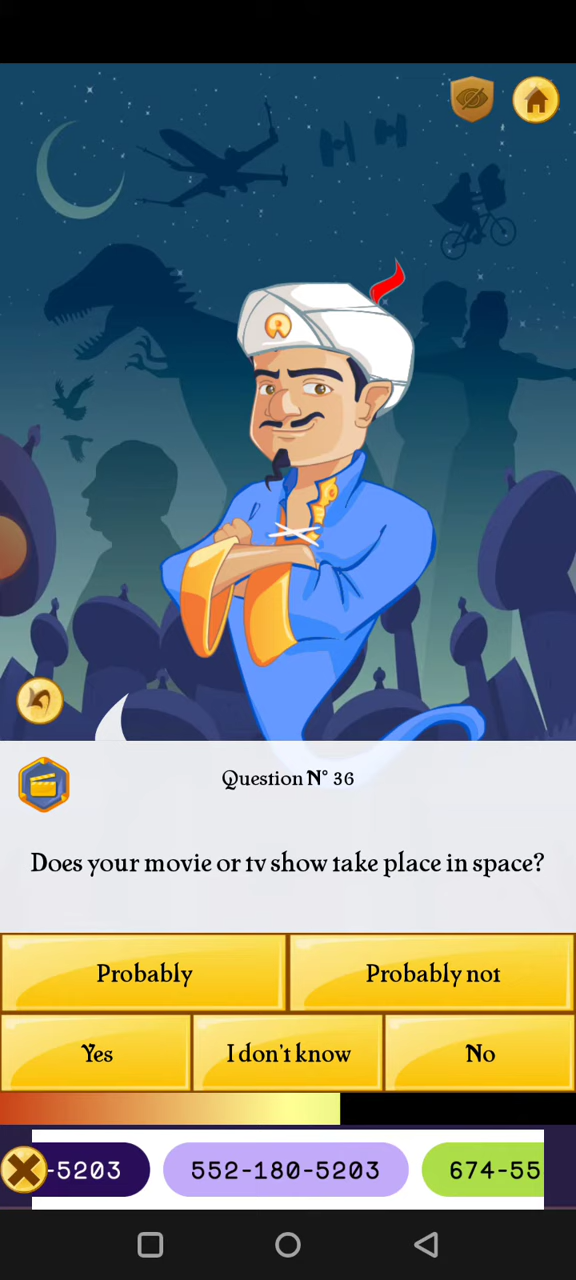 Question N° 36
Does your movie or tv show take place in space?
Probably
Probably not
Yes
I don't know
No
-5203
552-180-5203
674-55